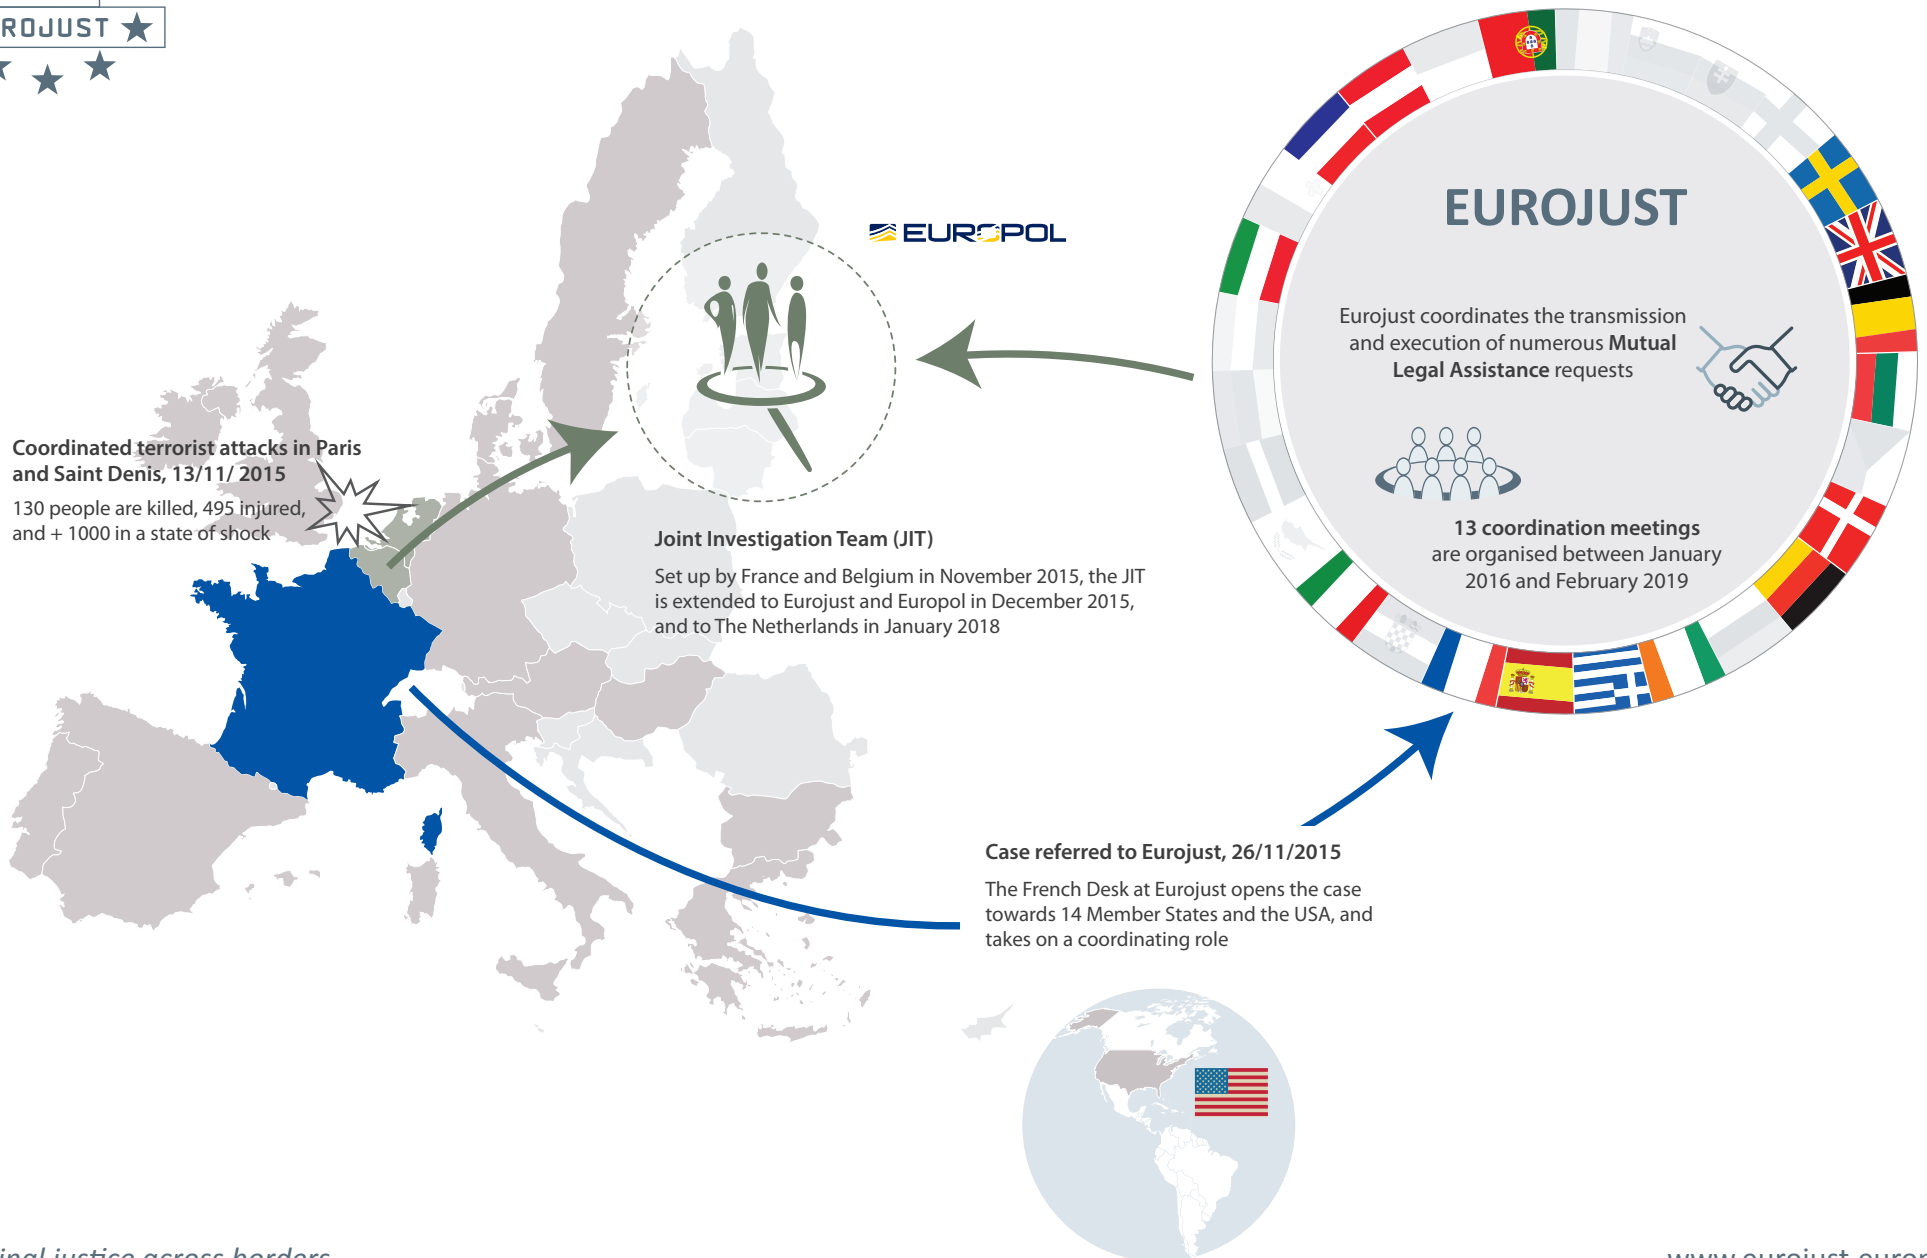 ROJUST
EUROPOL
EUROJUST
Eurojust coordinates the transmission
and execution of numerous Mutual
Legal Assistance requests
13 coordination meetings
are organised between January
2016 and February 2019
Coordinated terrorist attacks in Paris
and Saint Denis, 13/11/ 2015
130 people are killed, 495 injured,
and + 1000 in a state of shock
Joint Investigation Team (JIT)
Set up by France and Belgium in November 2015, the JIT
is extended to Eurojust and Europol in December 2015,
and to The Netherlands in January 2018
Case referred to Eurojust, 26/11/2015
The French Desk at Eurojust opens the case
towards 14 Member States and the USA, and
takes on a coordinating role
justice across borders